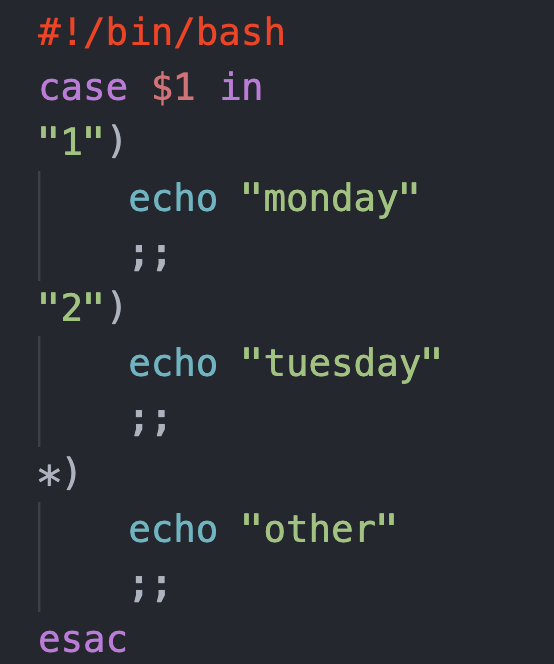 #!/bin/bash
case $1 in
"1")
    echo "monday"
    ;;
"2")
    echo "tuesday"
    ;;
*)
    echo "other"
    ;;
esac